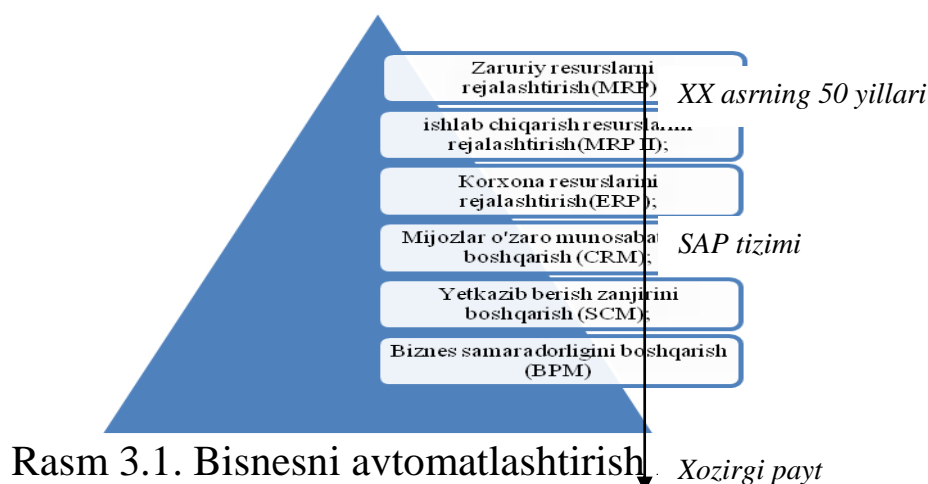 Zaruriy resurslarni
rejalashtirish(MRP)
XX asrning 50 yillari
ishlab chiqarish resurslarini
rejalashtirish(MRP II);
Korxona resurslarini
rejalashtirish(ERP);
Mijozlar o'zaro munosabat
boshqarish (CRM);
SAP tizimi
Yetkazib berish zanjirini
boshqarish (SCM);
Biznes samaradorligini boshqarish
(BPM)
Rasm 3.1. Bisnesni avtomatlashtirish
Xozirgi payt